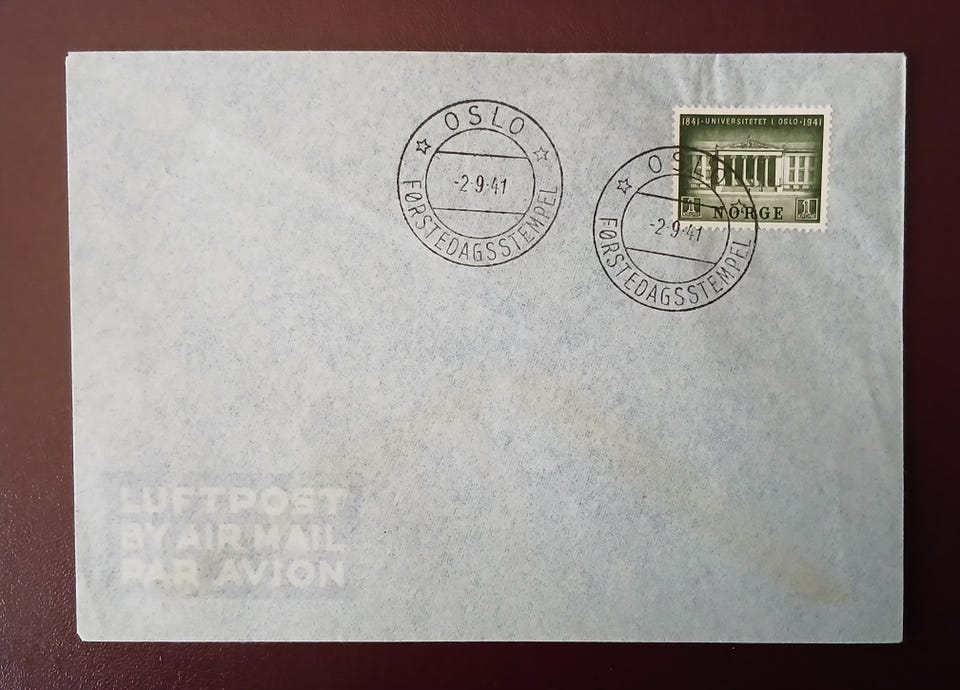 OSLO
-2-9-41
FØRSTEDAGSSTEMPEL
1841-UNIVERSITETET I OSLO-1941
1 NORGE 1
OSLO
-2-9-41
FØRSTEDAGSSTEMPEL
LUFTPOST
BY AIR MAIL
PAR AVION